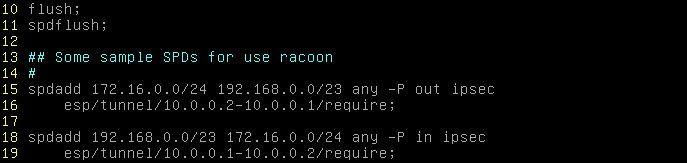 10 flush;
11 spdflush;
12
13 ## Some sample SPDs for use racoon
14 #
15 spdadd 172.16.0.0/24 192.168.0.0/23 any -P out ipsec
16     esp/tunnel/10.0.0.2-10.0.0.1/require;
17
18 spdadd 192.168.0.0/23 172.16.0.0/24 any -P in ipsec
19     esp/tunnel/10.0.0.1-10.0.0.2/require;